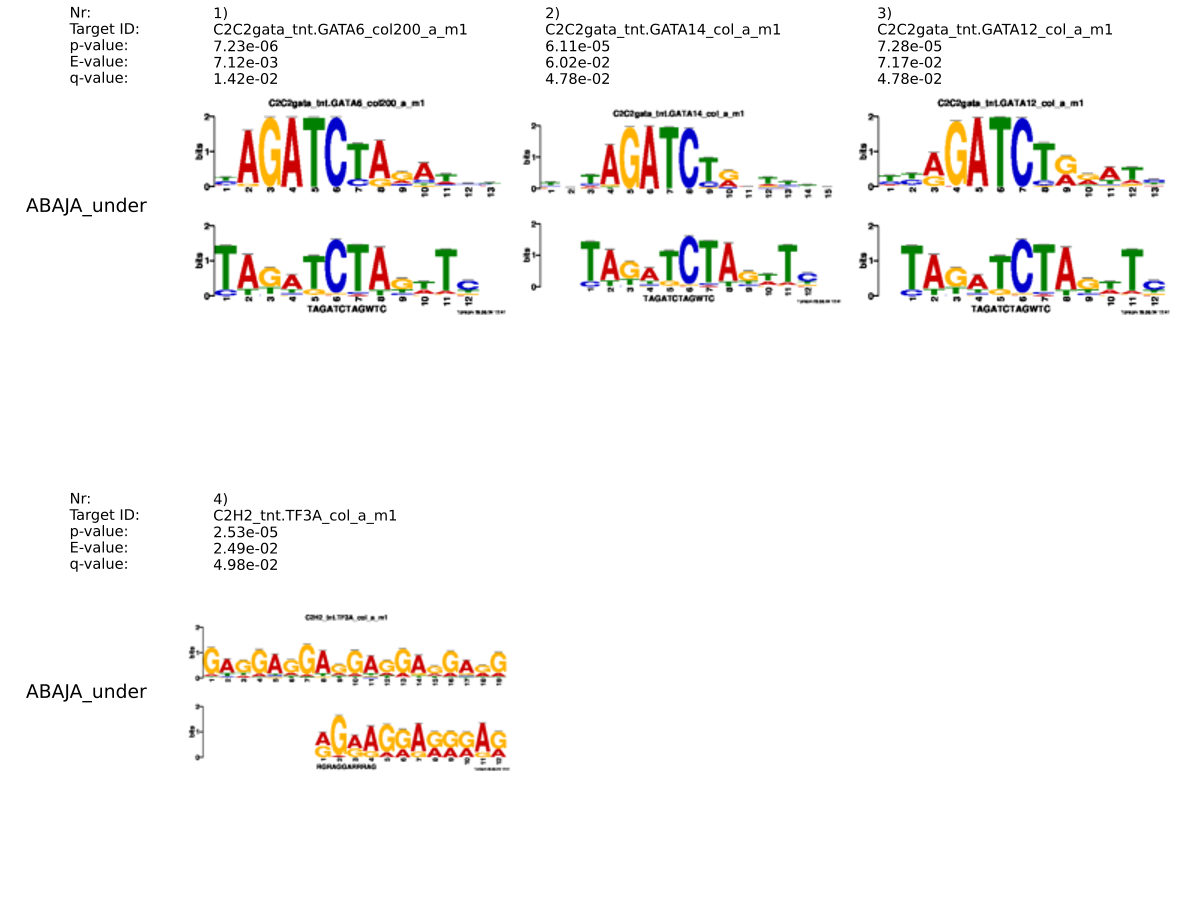 Nr: 1) 2) 3)
Target ID: C2C2gata_tnt.GATA6_col200_a_m1 C2C2gata_tnt.GATA14_col_a_m1 C2C2gata_tnt.GATA12_col_a_m1
p-value: 7.23e-06 6.11e-05 7.28e-05
E-value: 7.12e-03 6.02e-02 7.17e-02
q-value: 1.42e-02 4.78e-02 4.78e-02
C2C2gata_tnt.GATA6_col200_a_m1 C2C2gata_tnt.GATA14_col_a_m1 C2C2gata_tnt.GATA12_col_a_m1
ABAJA_under
TAGATCTAGWTC TAGATCTAGWTC TAGATCTAGWTC
Nr: 4)
Target ID: C2H2_tnt.TF3A_col_a_m1
p-value: 2.53e-05
E-value: 2.49e-02
q-value: 4.98e-02
C2H2_tnt.TF3A_col_a_m1
ABAJA_under
RGRAGGARRRAG